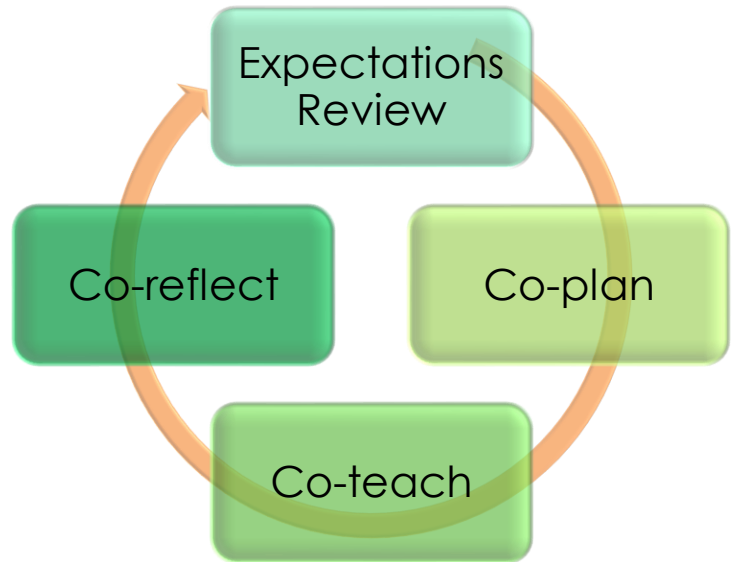 Expectations
Review
Co-reflect
Co-plan
Co-teach